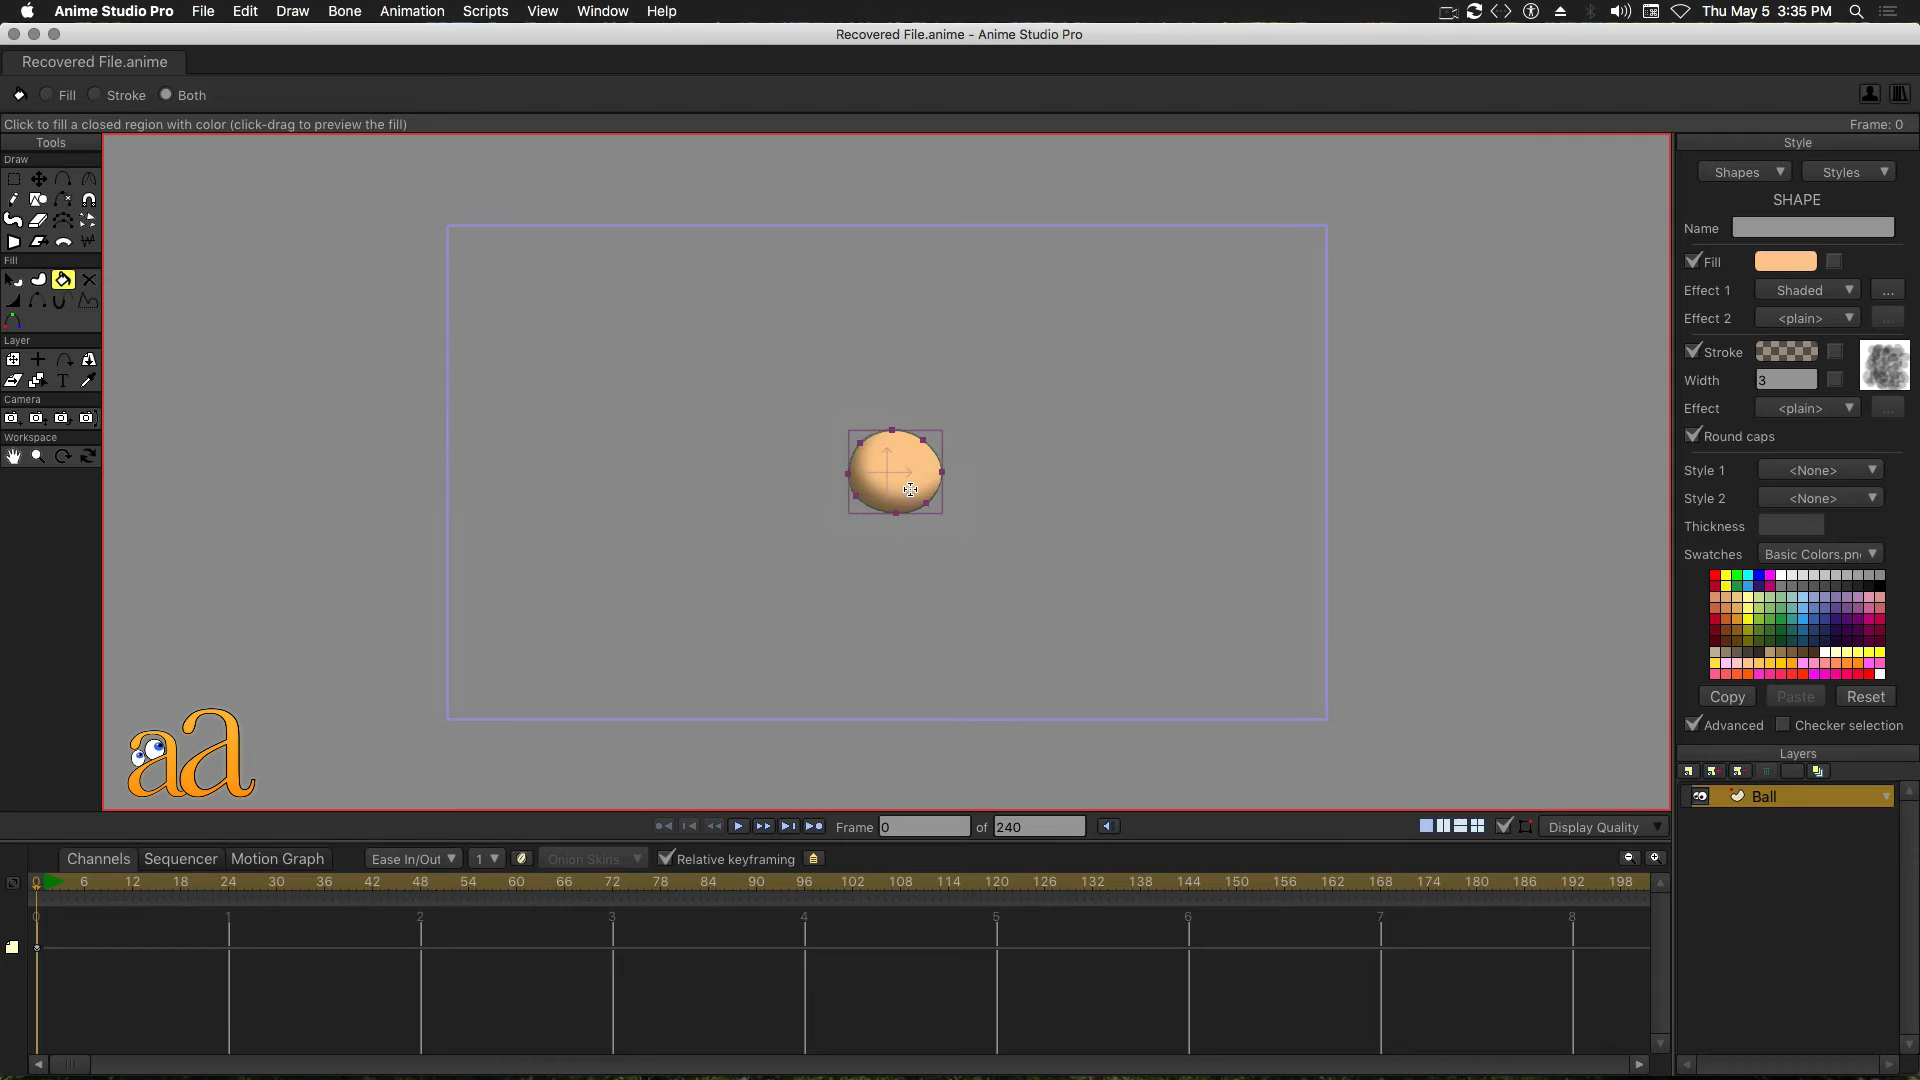 Anime Studio Pro File Edit Draw Bone Animation Scripts View Window Help Thu May 5 3:35 PM
Recovered File.anime - Anime Studio Pro
Recovered File.anime
Fill Stroke Both
Click to fill a closed region with color (click-drag to preview the fill) Frame: 0
Tools
Draw
Fill
Layer
T
Camera
Workspace
Style
Shapes Styles
SHAPE
Name
Fill
Effect 1 Shaded ...
Effect 2 <plain> ...
Stroke
Width 3
Effect <plain> ...
Round caps
Style 1 <None>
Style 2 <None>
Thickness
Swatches Basic Colors.pn
Copy Paste Reset
Advanced Checker selection
Layers
Ball
aa
Frame 0 of 240 Display Quality
Channels Sequencer Motion Graph Ease In/Out 1 Onion Skins Relative keyframing
0 6 12 18 24 30 36 42 48 54 60 66 72 78 84 90 96 102 108 114 120 126 132 138 144 150 156 162 168 174 180 186 192 198
0 1 2 3 4 5 6 7 8